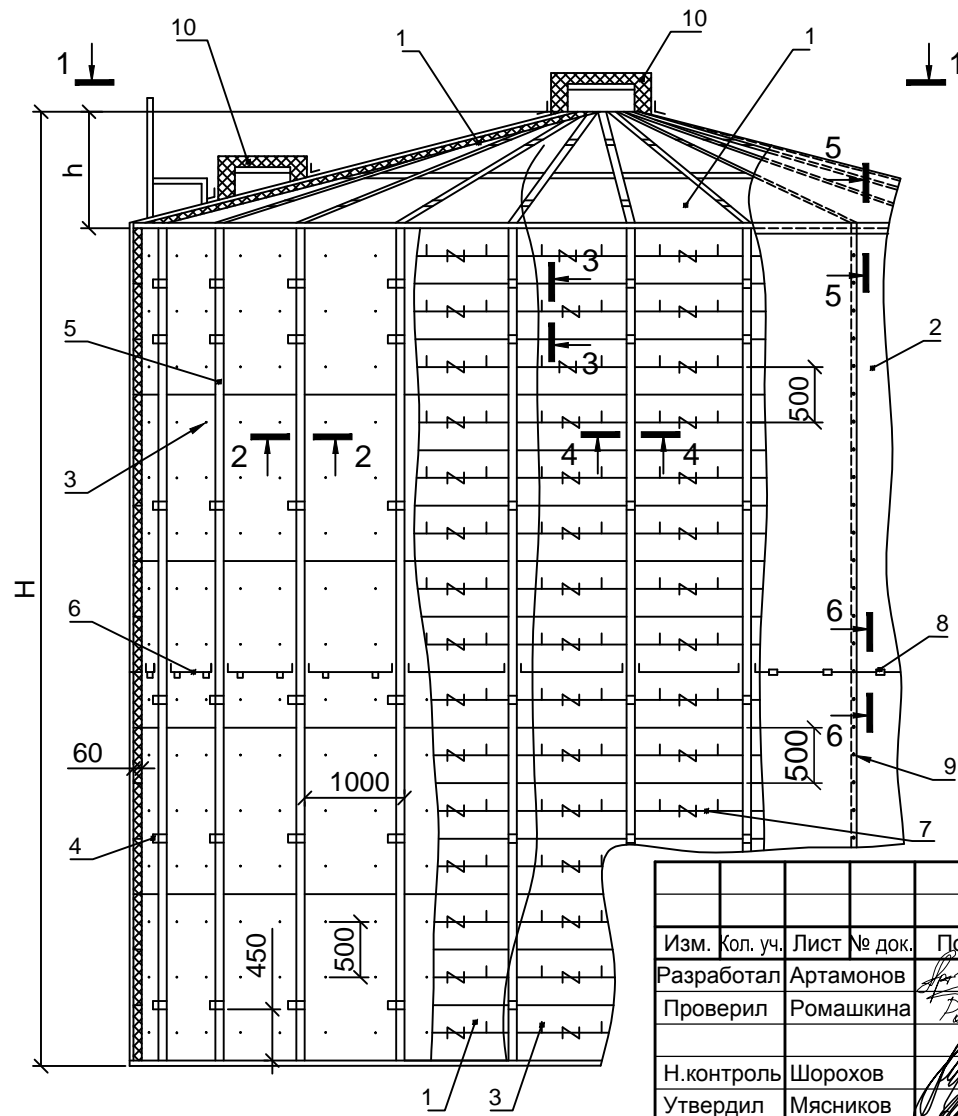 10
1
10
1
1
1
h
5
5
3
3
5
2
3
2
2
4
4
500
H
6
6
8
6
60
1000
500
9
4
7
450
500
1
3
Изм.
Кол. уч.
Лист
№ док.
Разработал
Артамонов
Проверил
Ромашкина
Н.контроль
Шорохов
Утвердил
Мясников